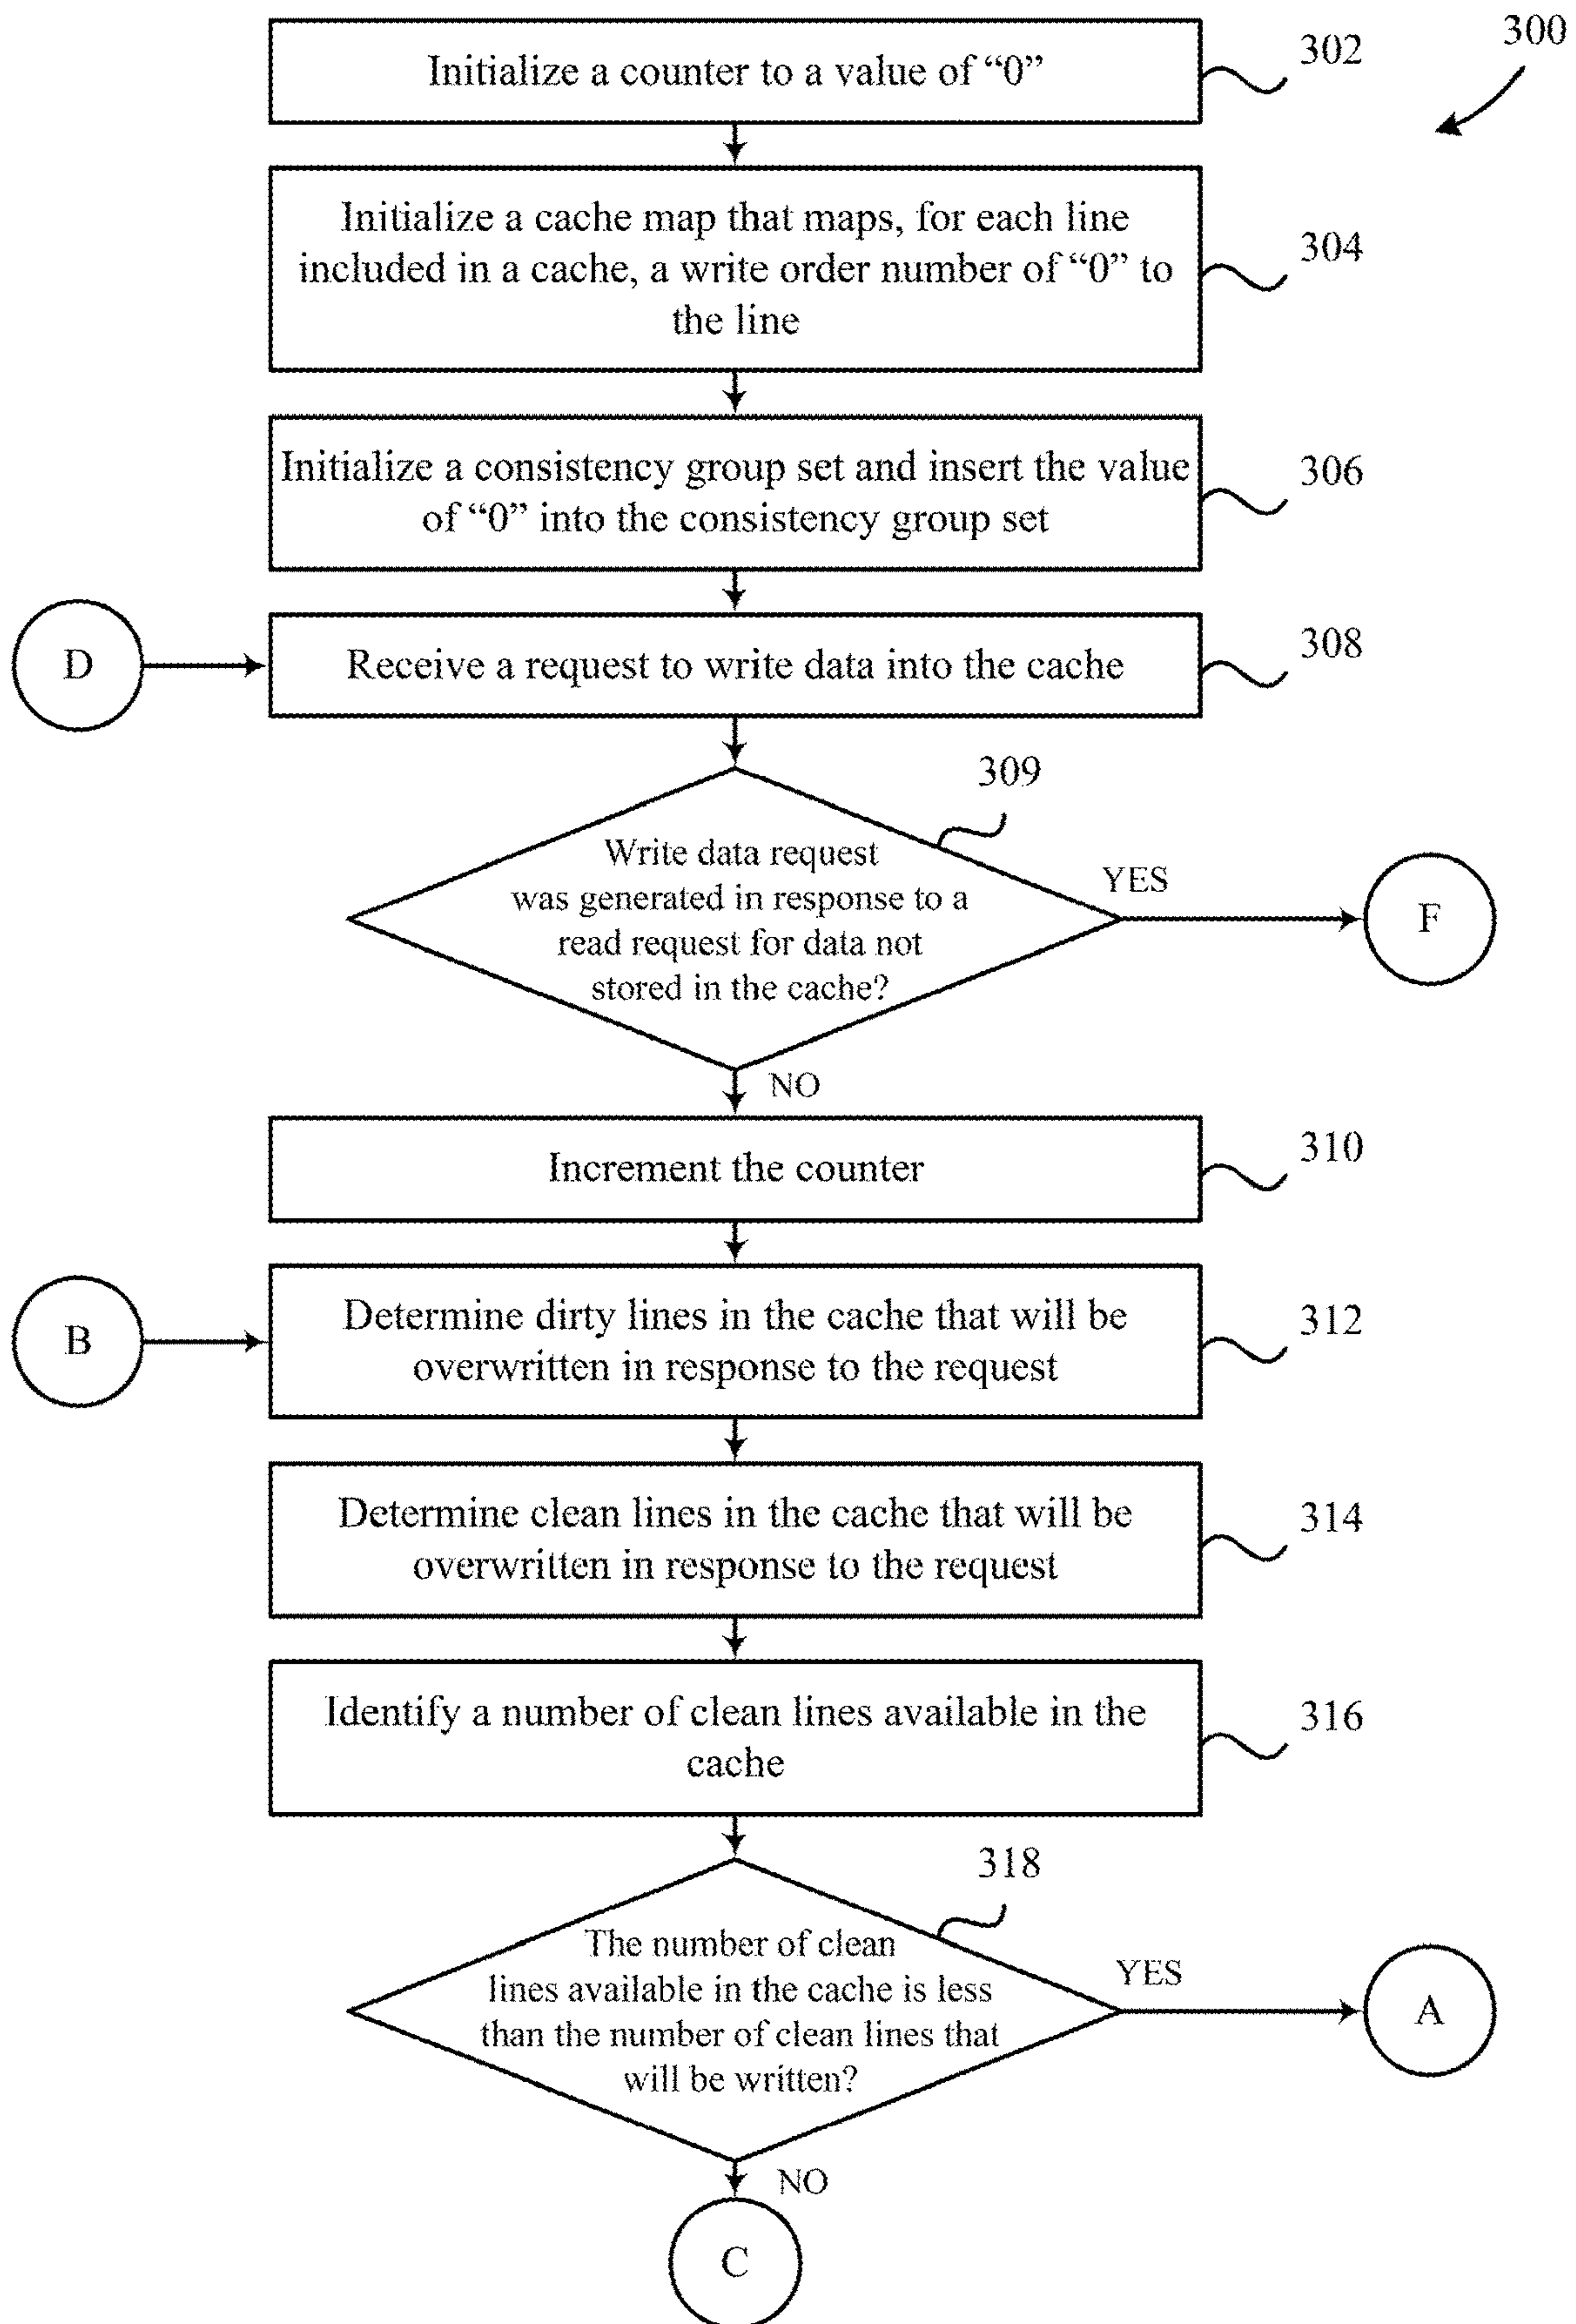 300
Initialize a counter to a value of “0”
302
Initialize a cache map that maps, for each line
included in a cache, a write order number of “0” to
the line
304
Initialize a consistency group set and insert the value
of “0” into the consistency group set
306
D
Receive a request to write data into the cache
308
309
Write data request
was generated in response to a
read request for data not
stored in the cache?
YES
F
NO
Increment the counter
310
B
Determine dirty lines in the cache that will be
overwritten in response to the request
312
Determine clean lines in the cache that will be
overwritten in response to the request
314
Identify a number of clean lines available in the
cache
316
318
The number of clean
lines available in the cache is less
than the number of clean lines that
will be written?
YES
A
NO
C